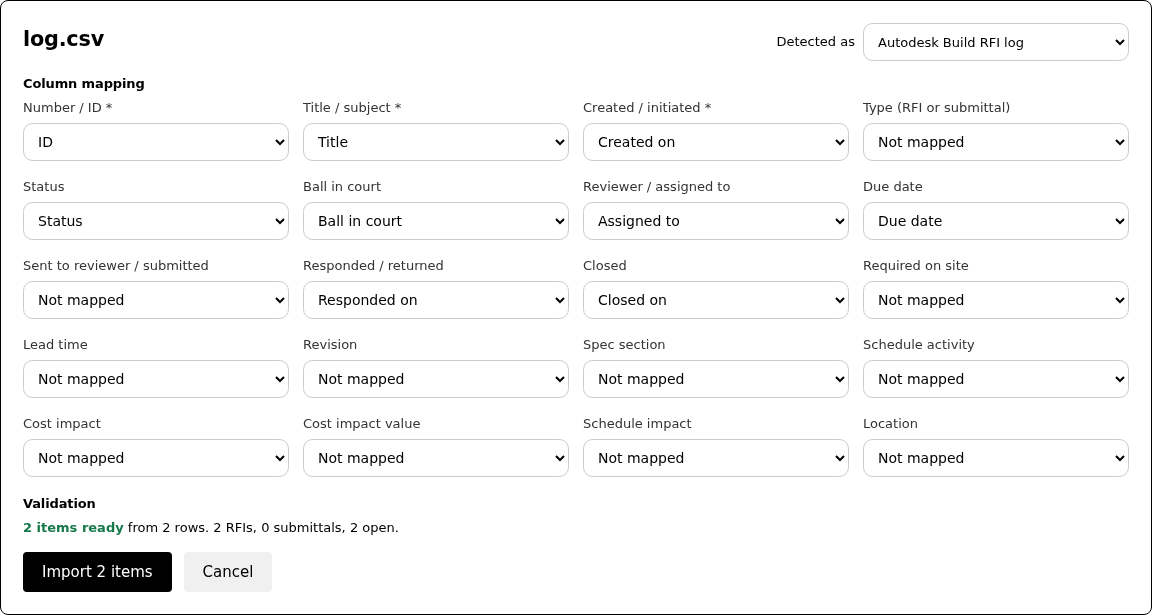 log.csv
Detected as Autodesk Build RFI log
Column mapping
Number / ID * Title / subject * Created / initiated * Type (RFI or submittal)
ID Title Created on Not mapped
Status Ball in court Reviewer / assigned to Due date
Status Ball in court Assigned to Due date
Sent to reviewer / submitted Responded / returned Closed Required on site
Not mapped Responded on Closed on Not mapped
Lead time Revision Spec section Schedule activity
Not mapped Not mapped Not mapped Not mapped
Cost impact Cost impact value Schedule impact Location
Not mapped Not mapped Not mapped Not mapped
Validation
2 items ready from 2 rows. 2 RFIs, 0 submittals, 2 open.
Import 2 items Cancel